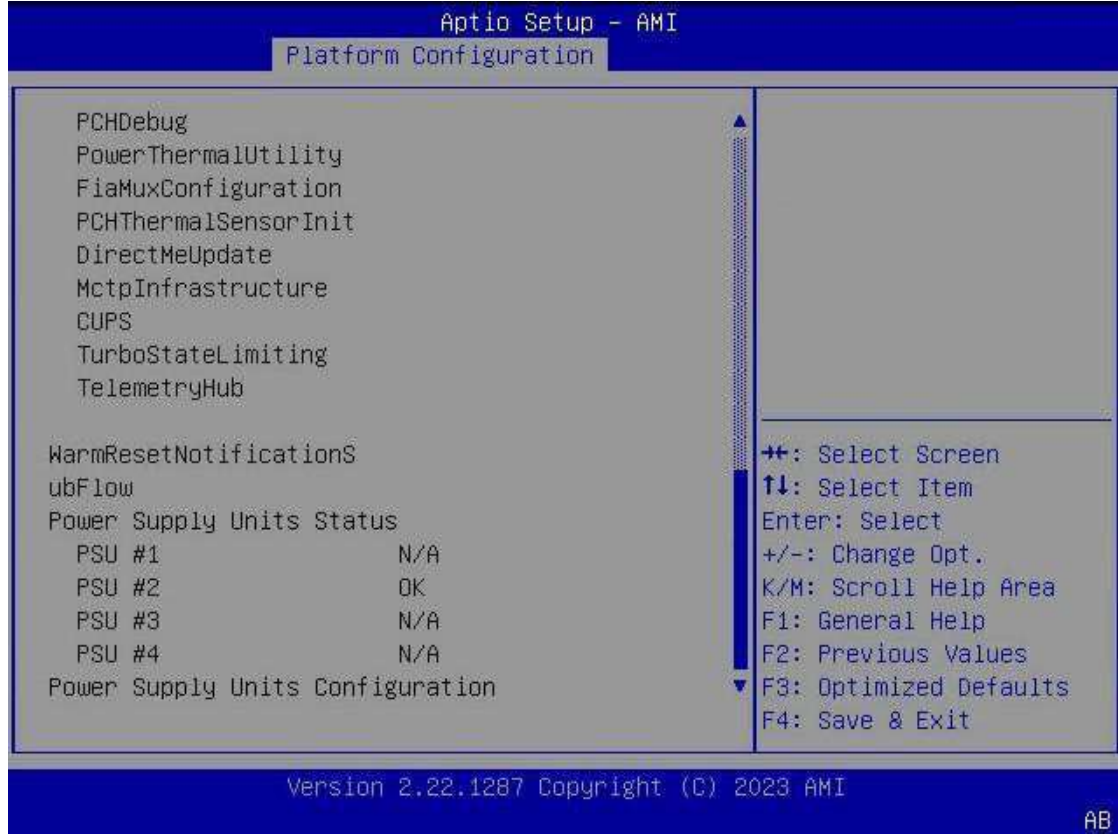 Aptio Setup – AMI
Platform Configuration
PCHDebug
PowerThermalUtility
FiaMuxConfiguration
PCHThermalSensorInit
DirectMeUpdate
MctpInfrastructure
CUPS
TurboStateLimiting
TelemetryHub
WarmResetNotificationS
ubFlow
Power Supply Units Status
PSU #1 N/A
PSU #2 OK
PSU #3 N/A
PSU #4 N/A
Power Supply Units Configuration
→←: Select Screen
↑↓: Select Item
Enter: Select
+/-: Change Opt.
K/M: Scroll Help Area
F1: General Help
F2: Previous Values
F3: Optimized Defaults
F4: Save & Exit
Version 2.22.1287 Copyright (C) 2023 AMI
AB